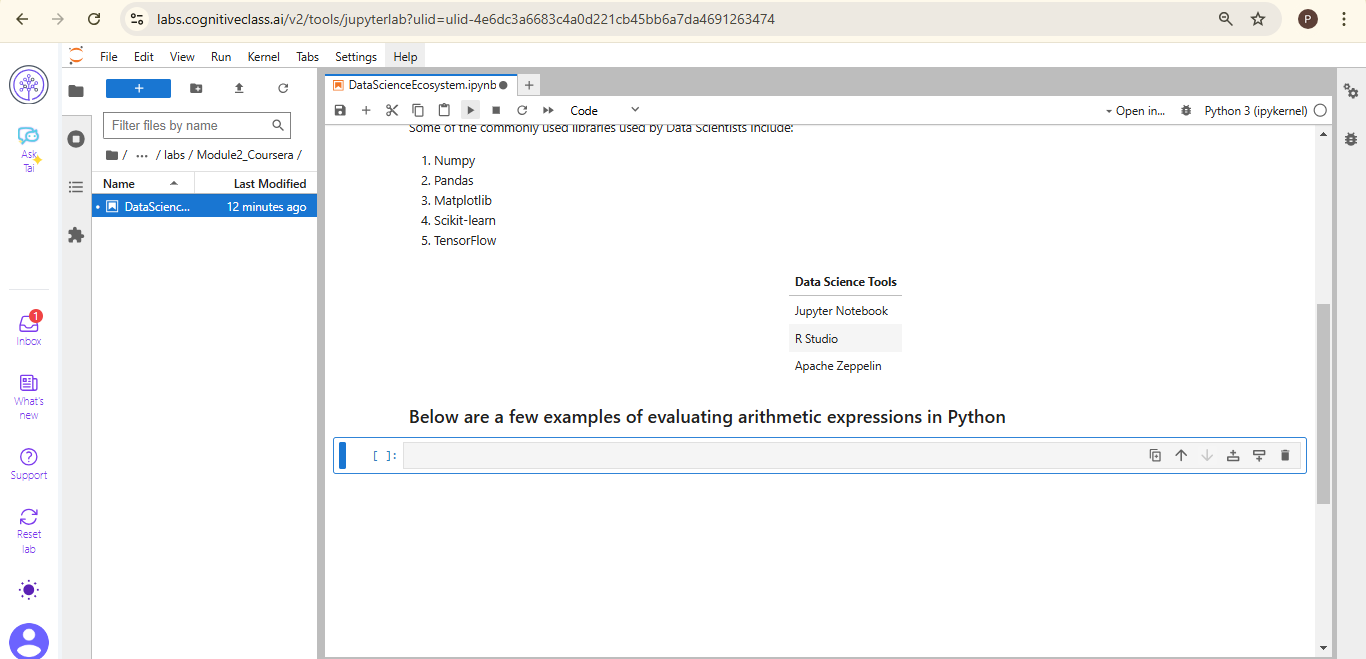 labs.cognitiveclass.ai/v2/tools/jupyterlab?ulid=ulid-4e6dc3a6683c4a0d221cb45bb6a7da4691263474
P
File Edit View Run Kernel Tabs Settings Help
Ask
Tai
Inbox
1
What's
new
Support
Reset
lab
+
Filter files by name
/ ... / labs / Module2_Coursera /
Name Last Modified
DataScienc... 12 minutes ago
DataScienceEcosystem.ipynb
+
Code
Open in...
Python 3 (ipykernel)
Some of the commonly used libraries used by Data Scientists include:
1. Numpy
2. Pandas
3. Matplotlib
4. Scikit-learn
5. TensorFlow
Data Science Tools
Jupyter Notebook
R Studio
Apache Zeppelin
Below are a few examples of evaluating arithmetic expressions in Python
[ ]: